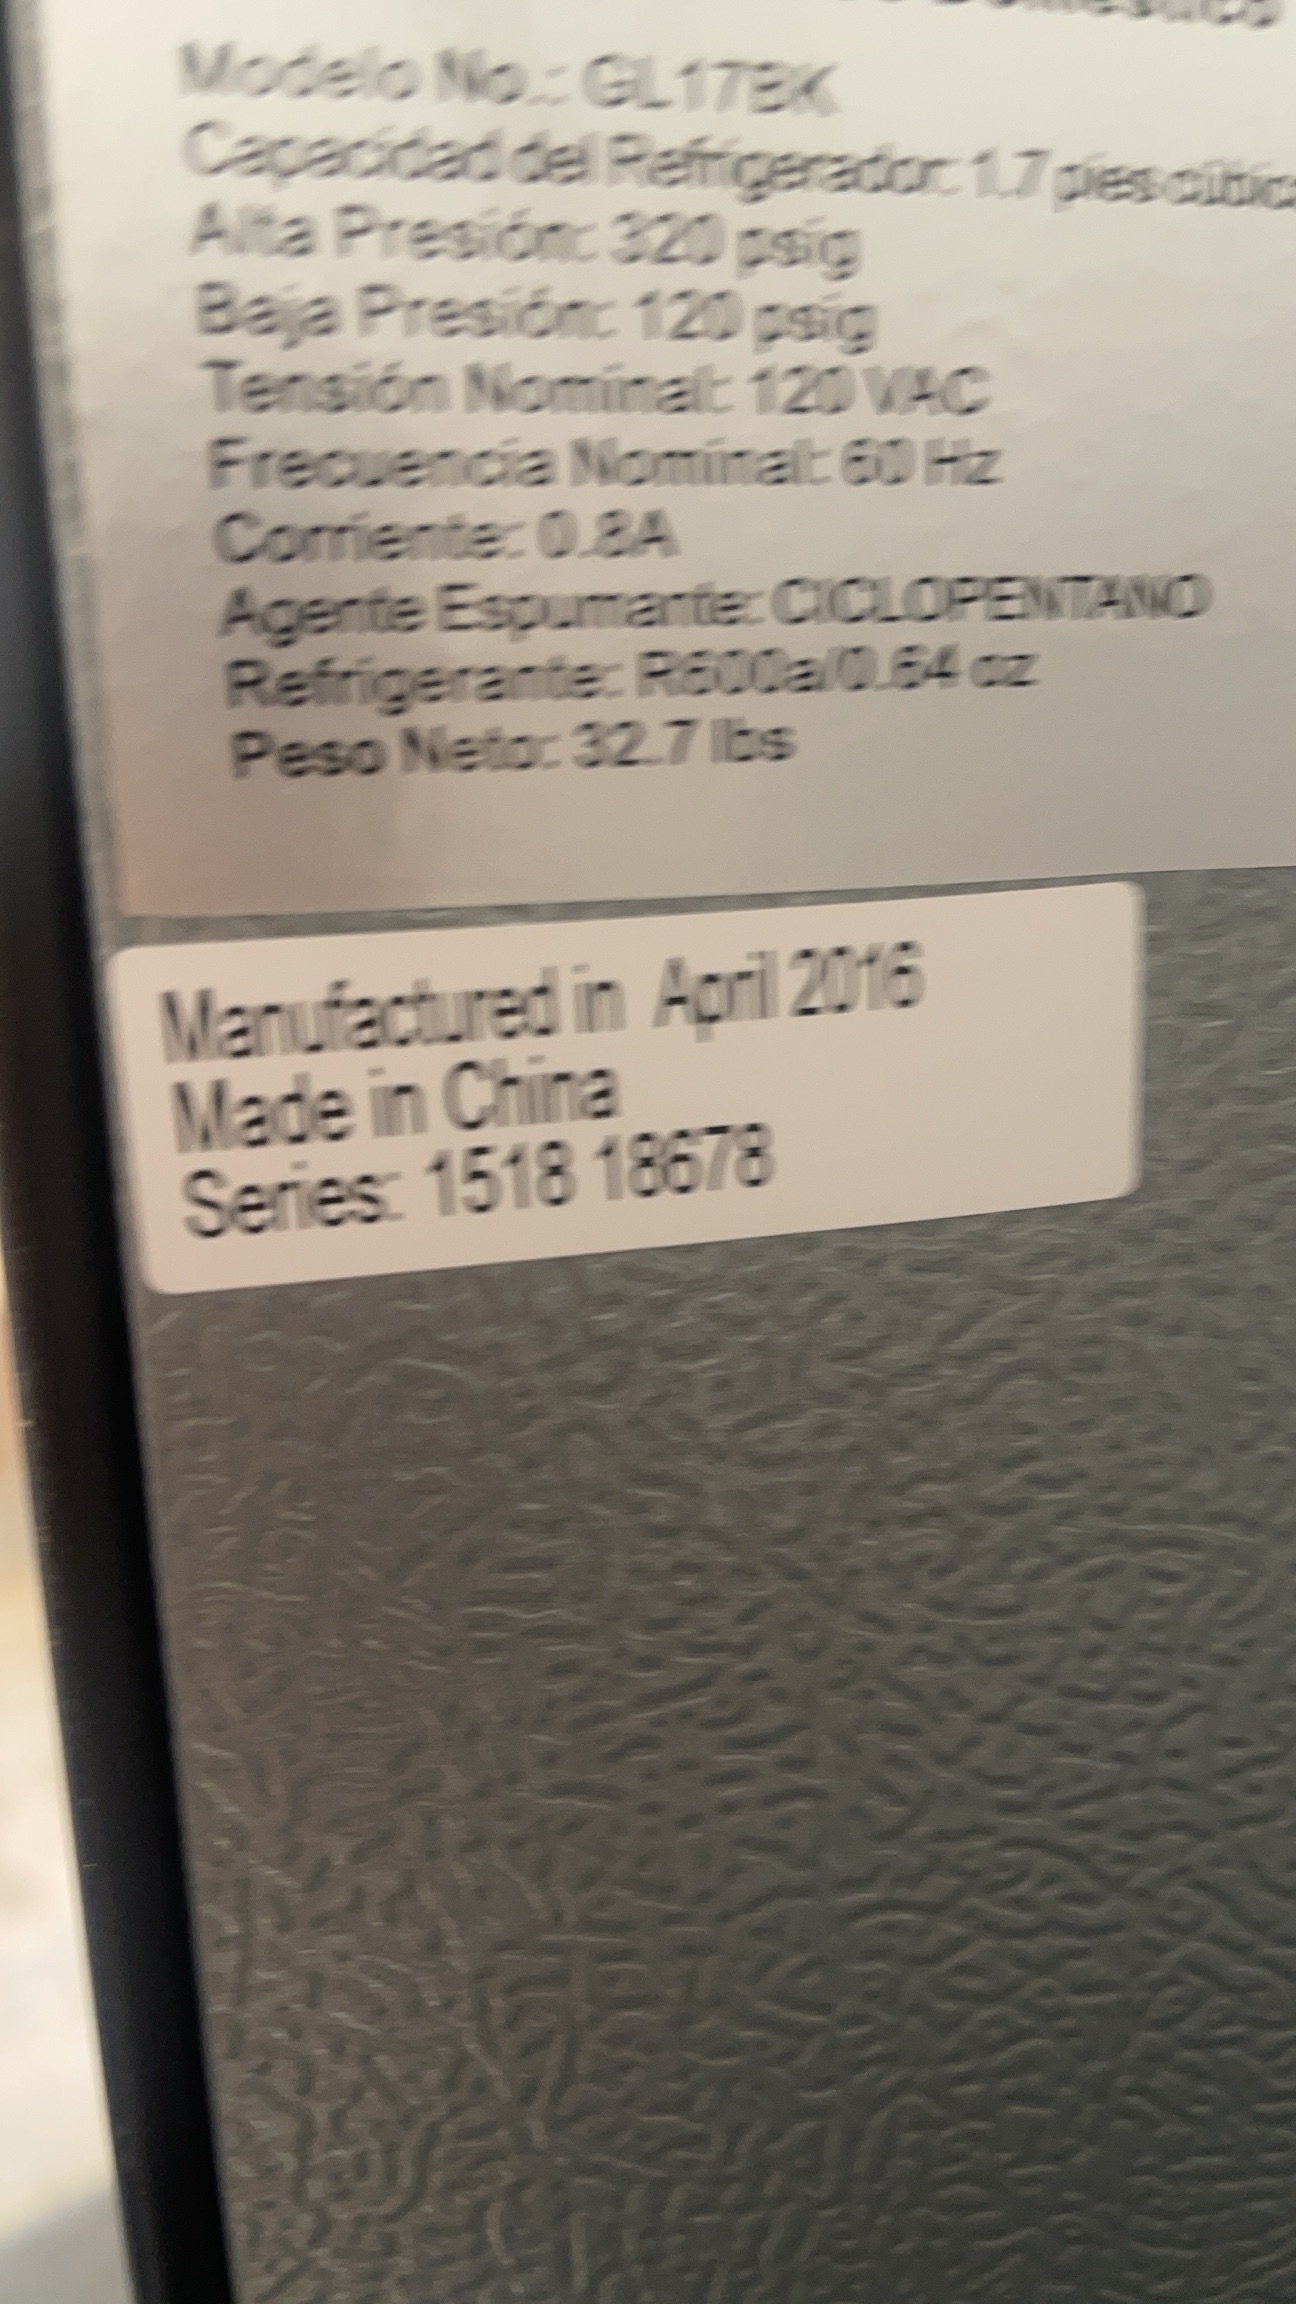 Doméstico
Modelo No.: GL17BK
Capacidad del Refrigerador: 1.7 pies
Alta Presión: 320 psig
Baja Presión: 120 psig
Tensión Nominal: 120 VAC
Frecuencia Nominal: 60 Hz
Corriente: 0.8A
Agente Espumante: CICLOPENTANO
Refrigerante: R600a/0.64 oz
Peso Neto: 32.7 lbs
Manufactured in April 2016
Made in China
Series: 1518 18678